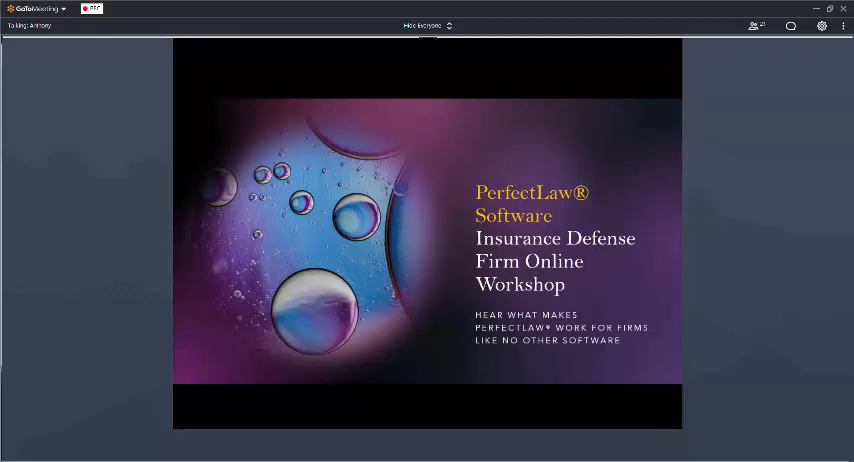 GoToMeeting
REC
Talking: Anthony
Hide Everyone
21
PerfectLaw®
Software
Insurance Defense
Firm Online
Workshop
HEAR WHAT MAKES
PERFECTLAW® WORK FOR FIRMS
LIKE NO OTHER SOFTWARE